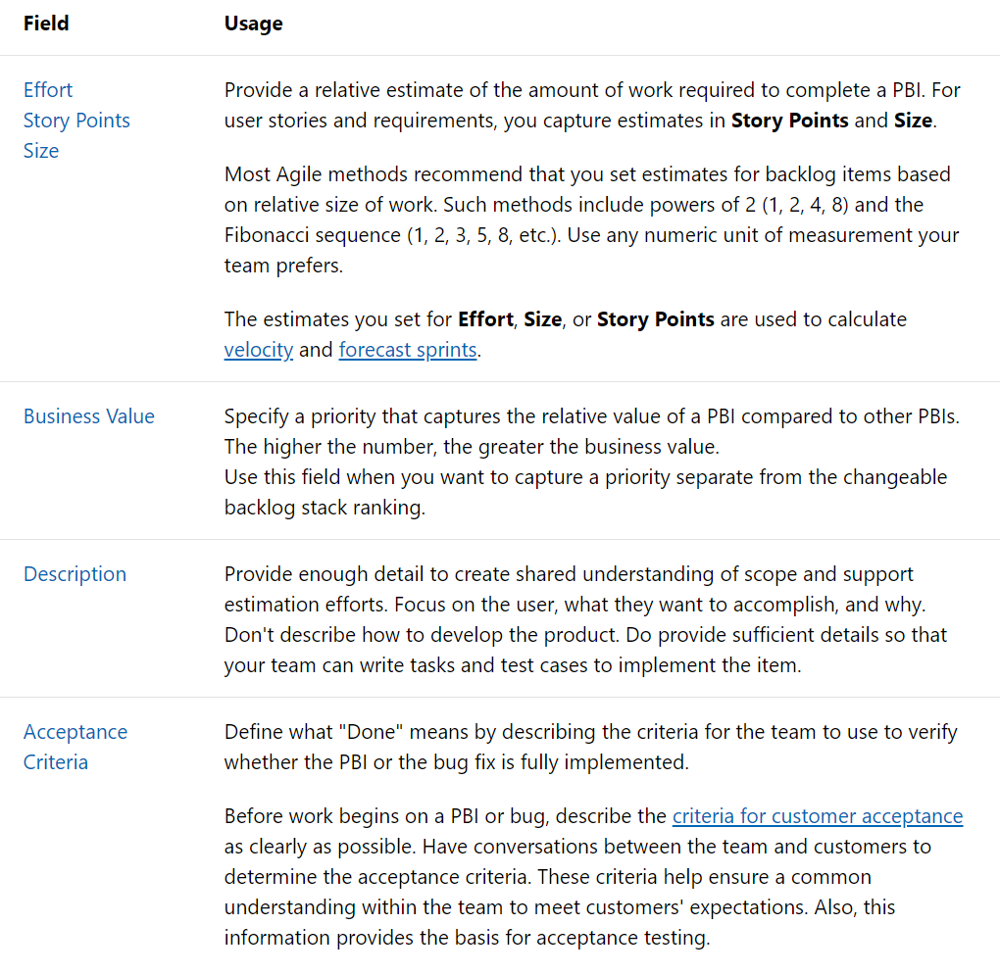 Field Usage
Effort
Story Points
Size
Provide a relative estimate of the amount of work required to complete a PBI. For
user stories and requirements, you capture estimates in Story Points and Size.
Most Agile methods recommend that you set estimates for backlog items based
on relative size of work. Such methods include powers of 2 (1, 2, 4, 8) and the
Fibonacci sequence (1, 2, 3, 5, 8, etc.). Use any numeric unit of measurement your
team prefers.
The estimates you set for Effort, Size, or Story Points are used to calculate
velocity and forecast sprints.
Business Value
Specify a priority that captures the relative value of a PBI compared to other PBIs.
The higher the number, the greater the business value.
Use this field when you want to capture a priority separate from the changeable
backlog stack ranking.
Description
Provide enough detail to create shared understanding of scope and support
estimation efforts. Focus on the user, what they want to accomplish, and why.
Don't describe how to develop the product. Do provide sufficient details so that
your team can write tasks and test cases to implement the item.
Acceptance
Criteria
Define what "Done" means by describing the criteria for the team to use to verify
whether the PBI or the bug fix is fully implemented.
Before work begins on a PBI or bug, describe the criteria for customer acceptance
as clearly as possible. Have conversations between the team and customers to
determine the acceptance criteria. These criteria help ensure a common
understanding within the team to meet customers' expectations. Also, this
information provides the basis for acceptance testing.